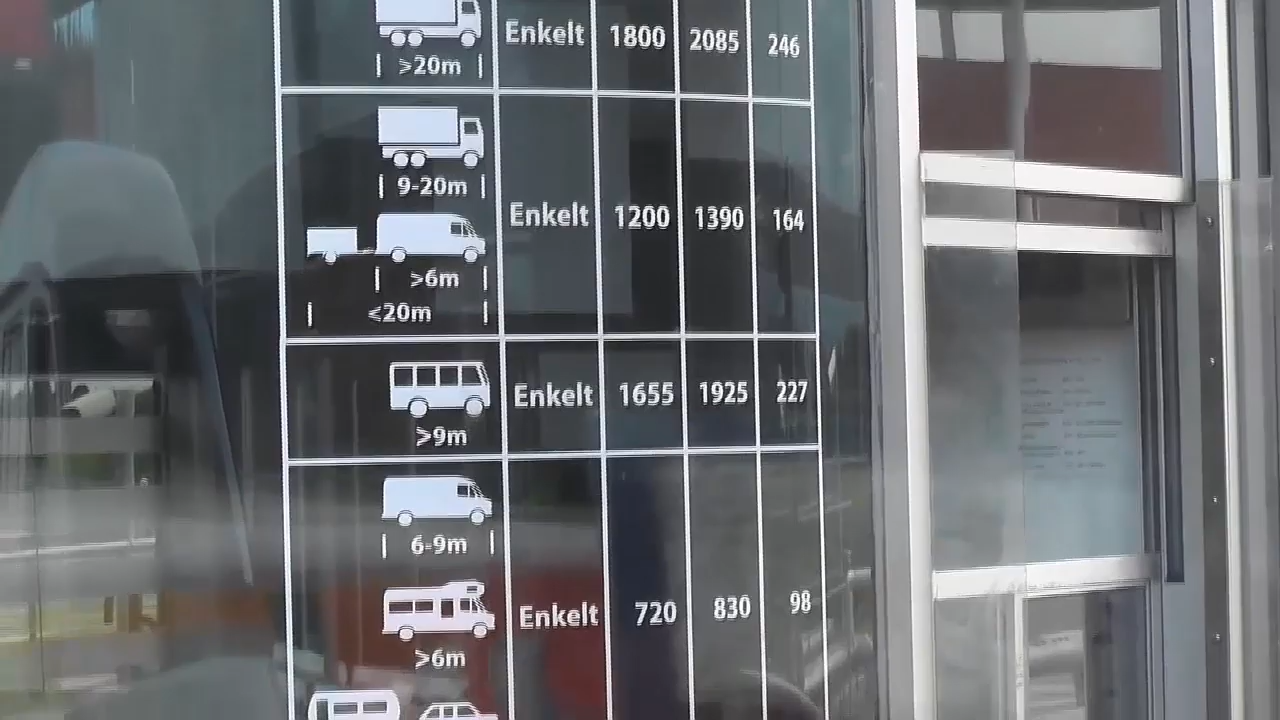 Enkelt 1800 2085 246
>20m
9-20m
Enkelt 1200 1390 164
>6m
<20m
Enkelt 1655 1925 227
>9m
6-9m
Enkelt 720 830 98
>6m